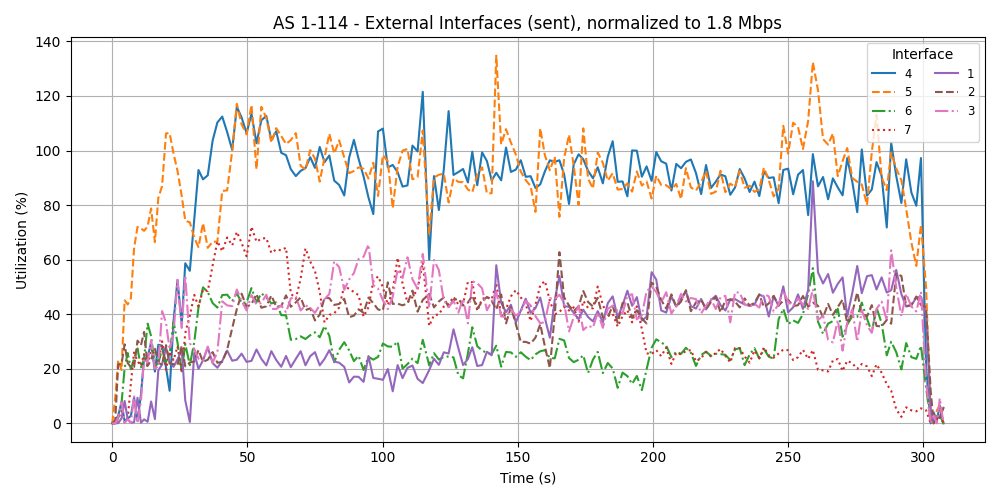 AS 1-114 - External Interfaces (sent), normalized to 1.8 Mbps
Interface
4 1
5 2
6 3
7
140
120
100
80
60
40
20
0
Utilization (%)
0 50 100 150 200 250 300
Time (s)